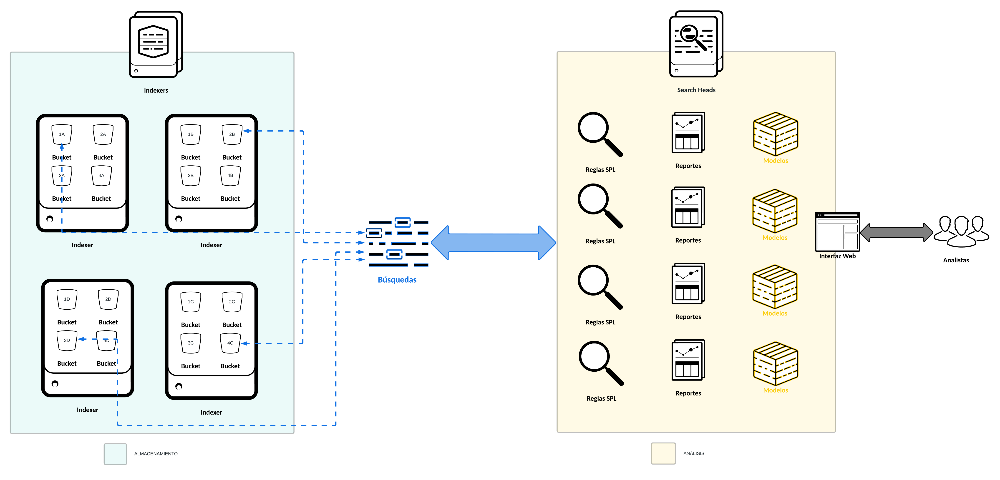 Indexers
1A
2A
Bucket
Bucket
3A
4A
Bucket
Bucket
Indexer
1B
2B
Bucket
Bucket
3B
4B
Bucket
Bucket
Indexer
1D
2D
Bucket
Bucket
3D
4D
Bucket
Bucket
Indexer
1C
2C
Bucket
Bucket
3C
4C
Bucket
Bucket
Indexer
ALMACENAMIENTO
Búsquedas
Search Heads
Reglas SPL
Reportes
Modelos
Reglas SPL
Reportes
Modelos
Reglas SPL
Reportes
Modelos
Reglas SPL
Reportes
Modelos
ANÁLISIS
Interfaz Web
Analistas